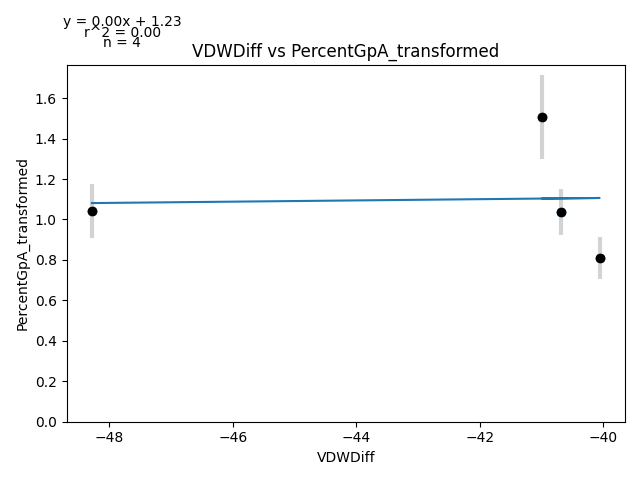 y = 0.00x + 1.23
r^2 = 0.00
n = 4
VDWDiff vs PercentGpA_transformed
PercentGpA_transformed
1.6
1.4
1.2
1.0
0.8
0.6
0.4
0.2
0.0
−48
−46
−44
−42
−40
VDWDiff